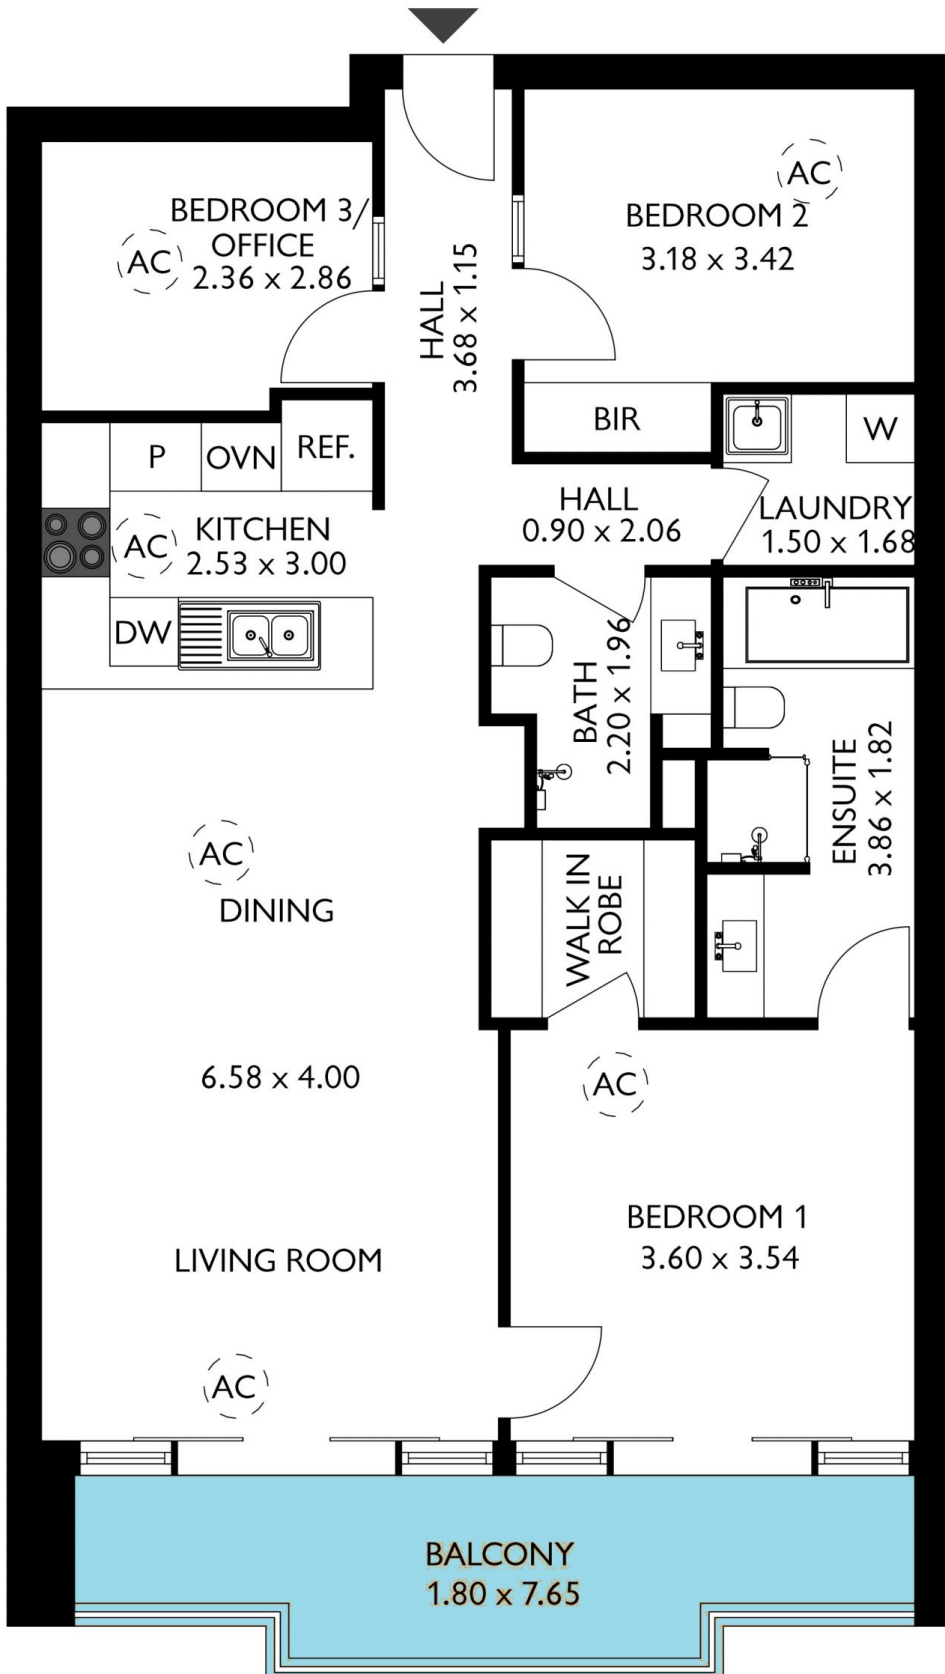 AC
BEDROOM 2
3.18 x 3.42
BEDROOM 3/
OFFICE
2.36 x 2.86
AC
HALL
3.68 x 1.15
BIR
W
P
OVN
REF.
HALL
0.90 x 2.06
LAUNDRY
1.50 x 1.68
KITCHEN
2.53 x 3.00
AC
DW
BATH
2.20 x 1.96
ENSUITE
3.86 x 1.82
AC
DINING
WALK IN
ROBE
6.58 x 4.00
AC
BEDROOM 1
3.60 x 3.54
LIVING ROOM
AC
BALCONY
1.80 x 7.65